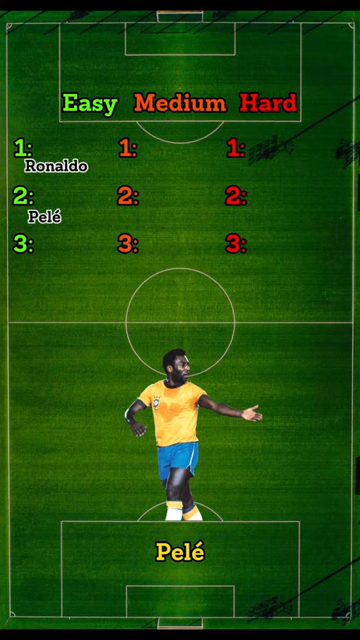 Easy Medium Hard
1: 1: 1:
Ronaldo
2: 2: 2:
Pelé
3: 3: 3:
Pelé